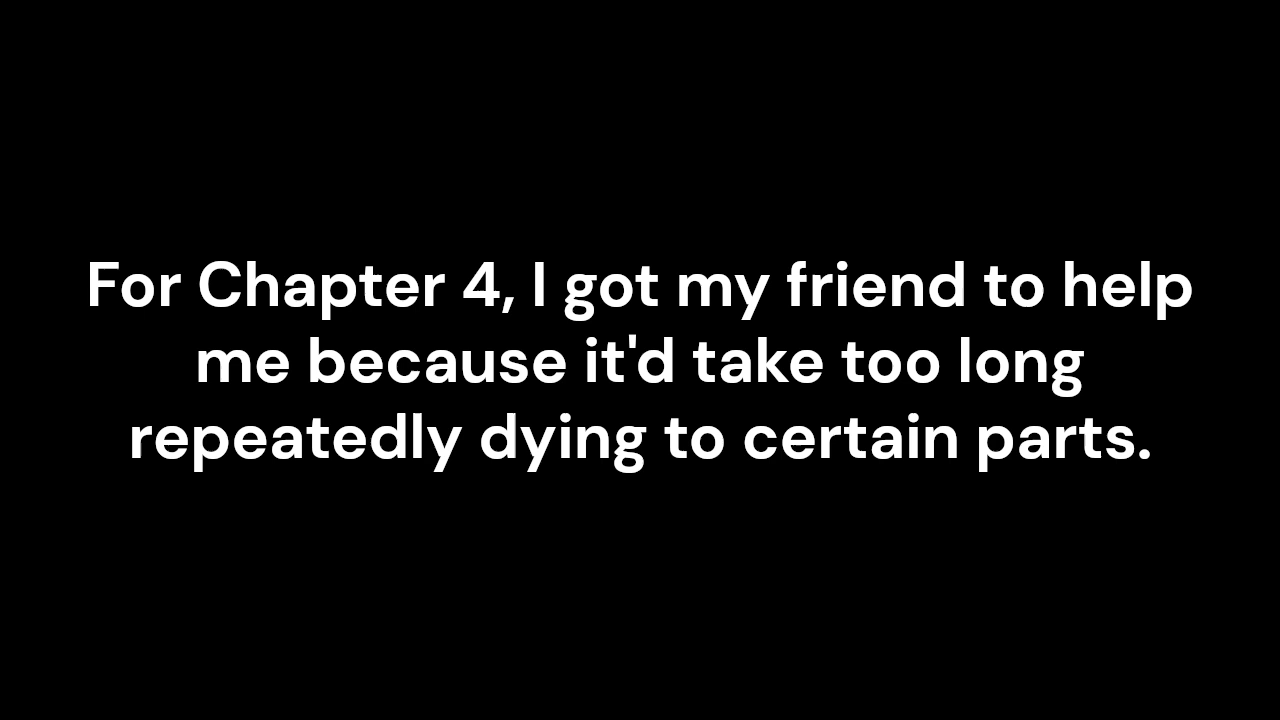 For Chapter 4, I got my friend to help
me because it'd take too long
repeatedly dying to certain parts.